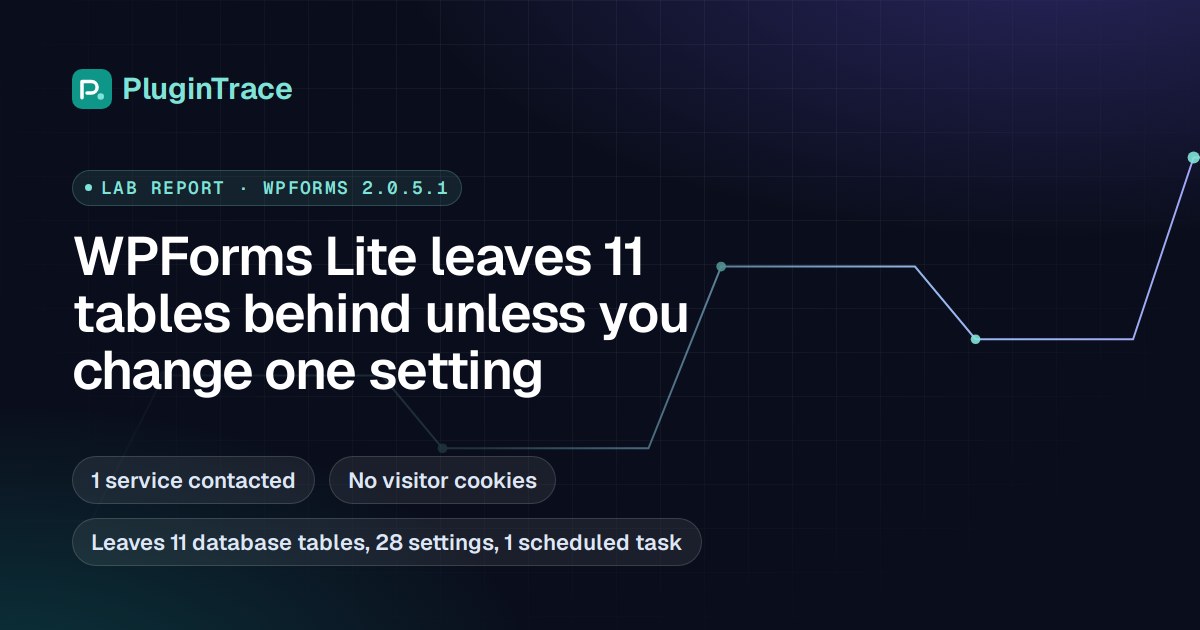 PluginTrace
LAB REPORT · WPFORMS 2.0.5.1
WPForms Lite leaves 11
tables behind unless you
change one setting
1 service contacted
No visitor cookies
Leaves 11 database tables, 28 settings, 1 scheduled task